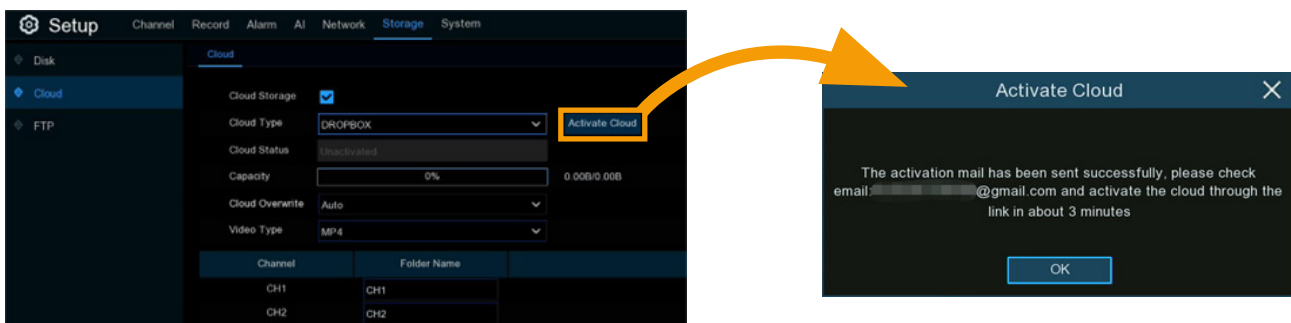 Setup Channel Record Alarm AI Network Storage System
Disk
Cloud
FTP
Cloud
Cloud Storage
Cloud Type DROPBOX Activate Cloud
Cloud Status Unactivated
Capacity 0% 0.00B/0.00B
Cloud Overwrite Auto
Video Type MP4
Channel Folder Name
CH1 CH1
CH2 CH2
Activate Cloud
The activation mail has been sent successfully, please check
email: @gmail.com and activate the cloud through the
link in about 3 minutes
OK